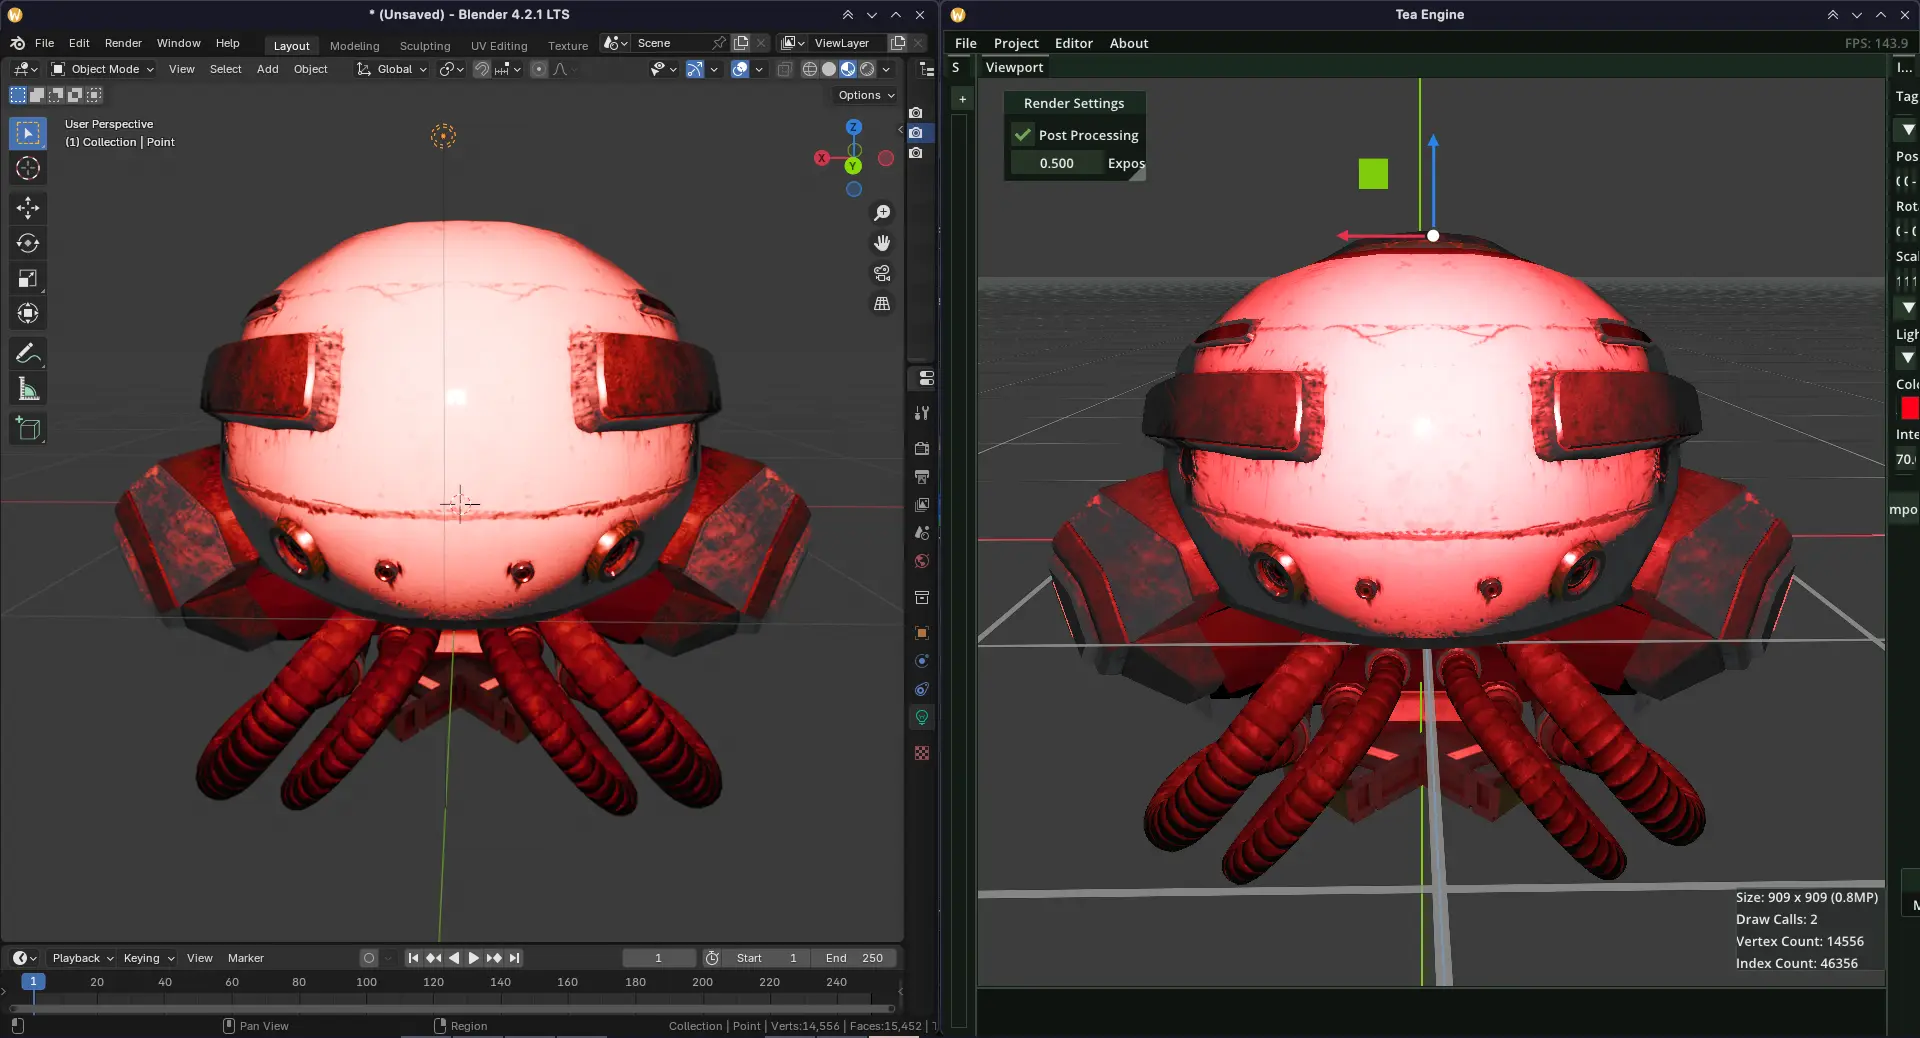 * (Unsaved) - Blender 4.2.1 LTS
File Edit Render Window Help Layout Modeling Sculpting UV Editing Texture Scene ViewLayer
Object Mode View Select Add Object Global
Options
User Perspective
(1) Collection | Point
Z
X
Y
Playback Keying View Marker 1 Start 1 End 250
1 20 40 60 80 100 120 140 160 180 200 220 240
Pan View Region Collection | Point | Verts:14,556 | Faces:15,452 |
Tea Engine
File Project Editor About FPS: 143.9
S Viewport I...
+ Render Settings Tag
Post Processing
0.500 Expos
Pos
Rot
Scal
Ligh
Colo
Inte
70.
mpo
Size: 909 x 909 (0.8MP)
Draw Calls: 2
M
Vertex Count: 14556
Index Count: 46356